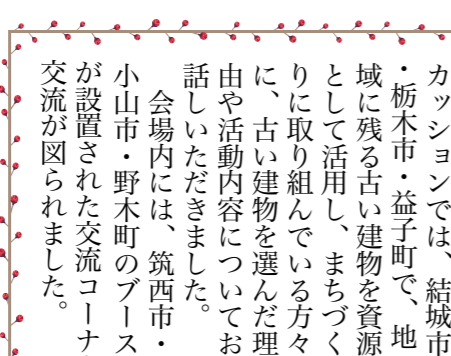 カッションでは、結城市
・栃木市・益子町で、地
域に残る古い建物を資源
として活用し、まちづく
りに取り組んでいる方々
に、古い建物を選んだ理
由や活動内容についてお
話しいただきました。
会場内には、筑西市・
小山市・野木町のブース
が設置された交流コーナ
交流が図られました。